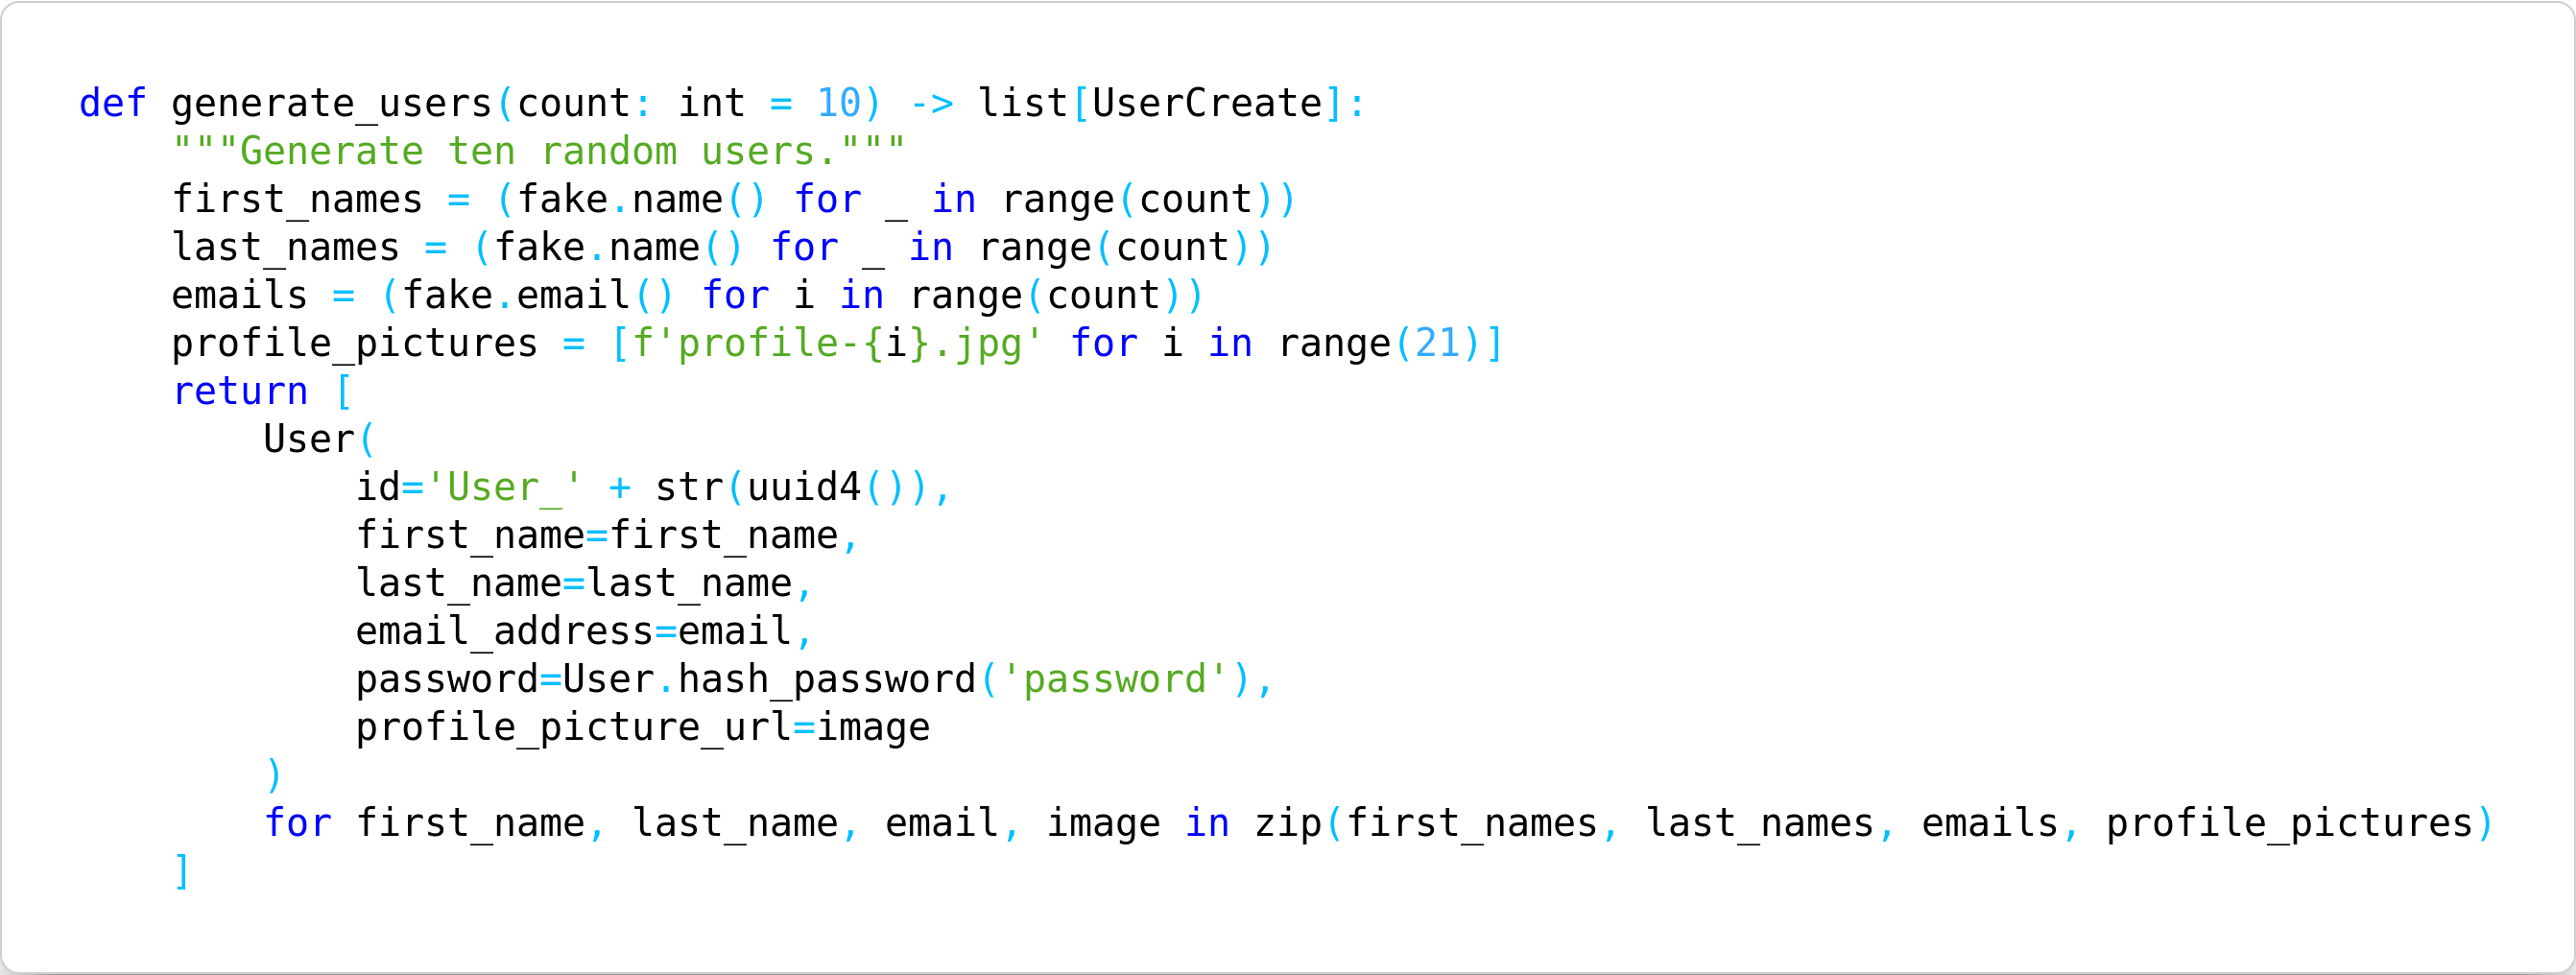 def generate_users(count: int = 10) -> list[UserCreate]:
    """Generate ten random users."""
    first_names = (fake.name() for _ in range(count))
    last_names = (fake.name() for _ in range(count))
    emails = (fake.email() for i in range(count))
    profile_pictures = [f'profile-{i}.jpg' for i in range(21)]
    return [
        User(
            id='User_' + str(uuid4()),
            first_name=first_name,
            last_name=last_name,
            email_address=email,
            password=User.hash_password('password'),
            profile_picture_url=image
        )
        for first_name, last_name, email, image in zip(first_names, last_names, emails, profile_pictures)
    ]